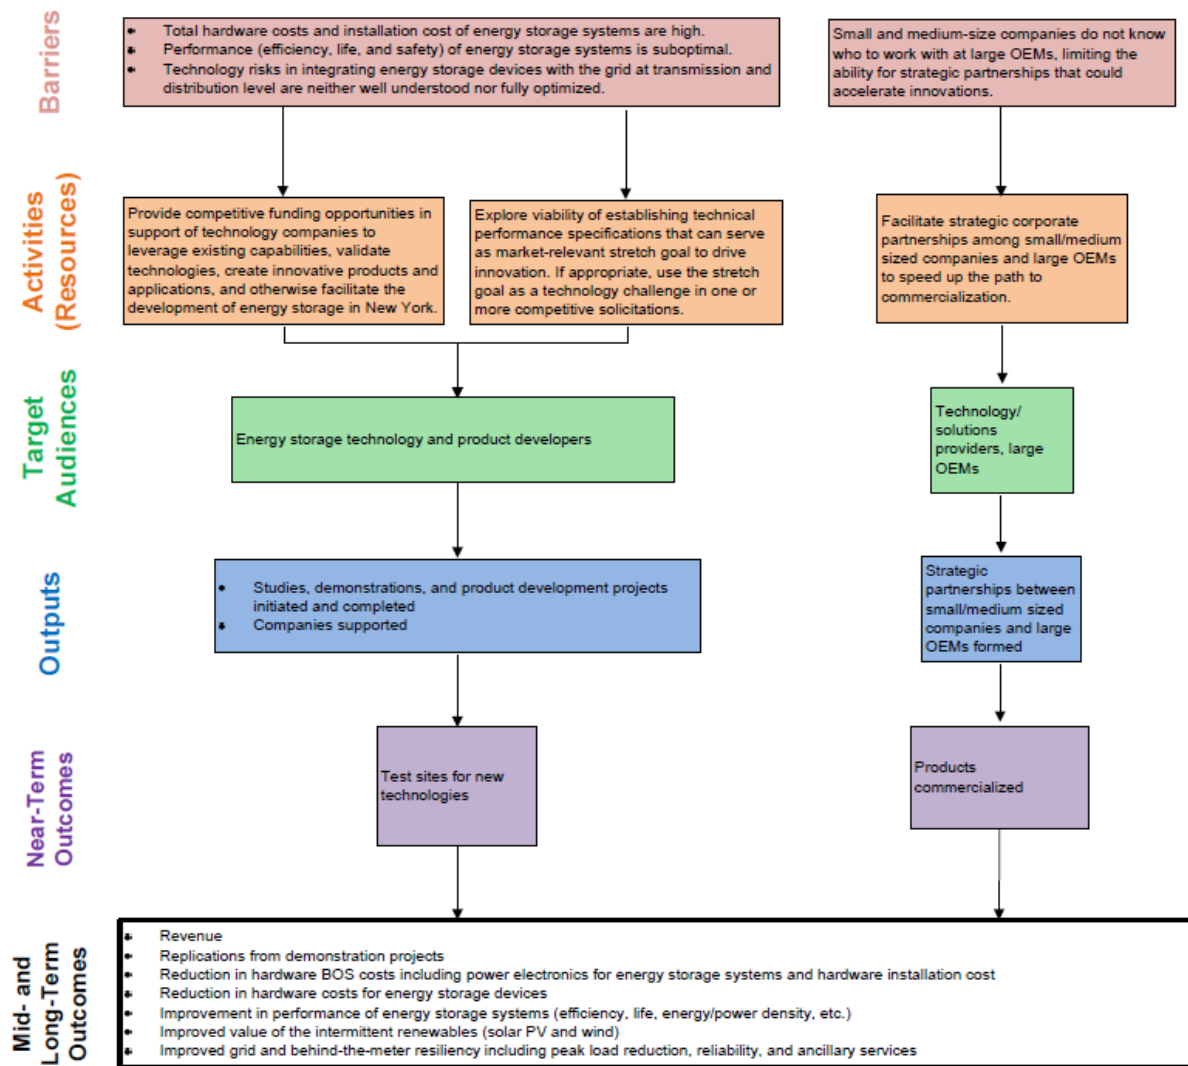 Barriers
• Total hardware costs and installation cost of energy storage systems are high.
• Performance (efficiency, life, and safety) of energy storage systems is suboptimal.
• Technology risks in integrating energy storage devices with the grid at transmission and
distribution level are neither well understood nor fully optimized.
Small and medium-size companies do not know
who to work with at large OEMs, limiting the
ability for strategic partnerships that could
accelerate innovations.
Activities
(Resources)
Provide competitive funding opportunities in
support of technology companies to
leverage existing capabilities, validate
technologies, create innovative products and
applications, and otherwise facilitate the
development of energy storage in New York.
Explore viability of establishing technical
performance specifications that can serve
as market-relevant stretch goal to drive
innovation. If appropriate, use the stretch
goal as a technology challenge in one or
more competitive solicitations.
Facilitate strategic corporate
partnerships among small/medium
sized companies and large OEMs
to speed up the path to
commercialization.
Target
Audiences
Energy storage technology and product developers
Technology/
solutions
providers, large
OEMs
Outputs
• Studies, demonstrations, and product development projects
initiated and completed
• Companies supported
Strategic
partnerships between
small/medium sized
companies and large
OEMs formed
Near-Term
Outcomes
Test sites for new
technologies
Products
commercialized
Mid- and
Long-Term
Outcomes
• Revenue
• Replications from demonstration projects
• Reduction in hardware BOS costs including power electronics for energy storage systems and hardware installation cost
• Reduction in hardware costs for energy storage devices
• Improvement in performance of energy storage systems (efficiency, life, energy/power density, etc.)
• Improved value of the intermittent renewables (solar PV and wind)
• Improved grid and behind-the-meter resiliency including peak load reduction, reliability, and ancillary services